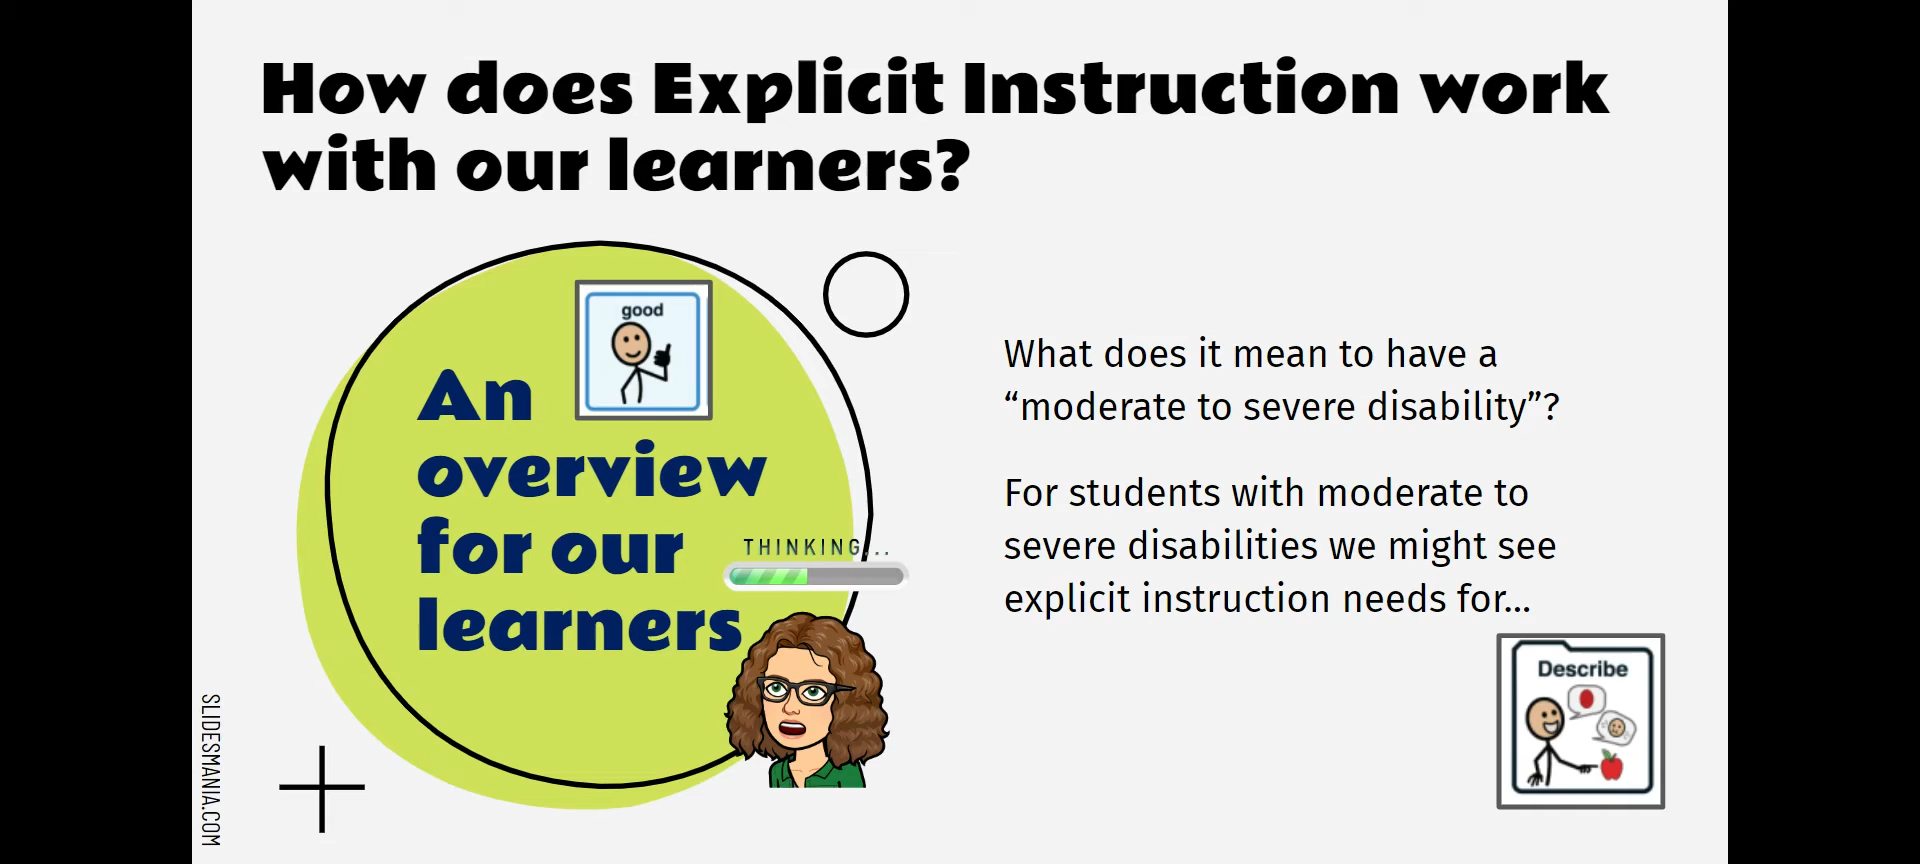 How does Explicit Instruction work
with our learners?
good
An
overview
for our
learners
THINKING...
What does it mean to have a
“moderate to severe disability”?
For students with moderate to
severe disabilities we might see
explicit instruction needs for...
Describe
SLIDESMANIA.COM